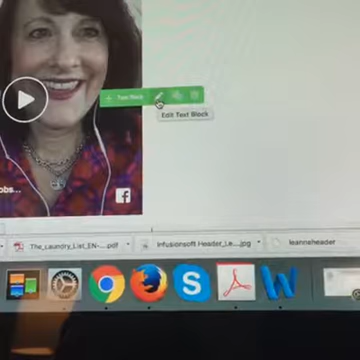 Text Block
Edit Text Block
obs...
f
The_Laundry_List_EN-....pdf
Infusionsoft Header_Le....jpg
leanneheader
S
W